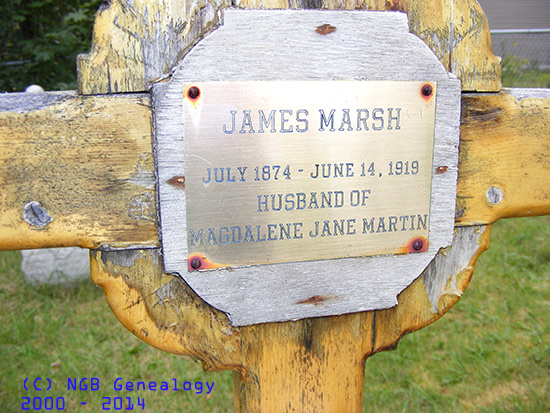 JAMES MARSH
JULY 1874 - JUNE 14, 1919
HUSBAND OF
MAGDALENE JANE MARTIN
(C) NGB Genealogy
2000 - 2014